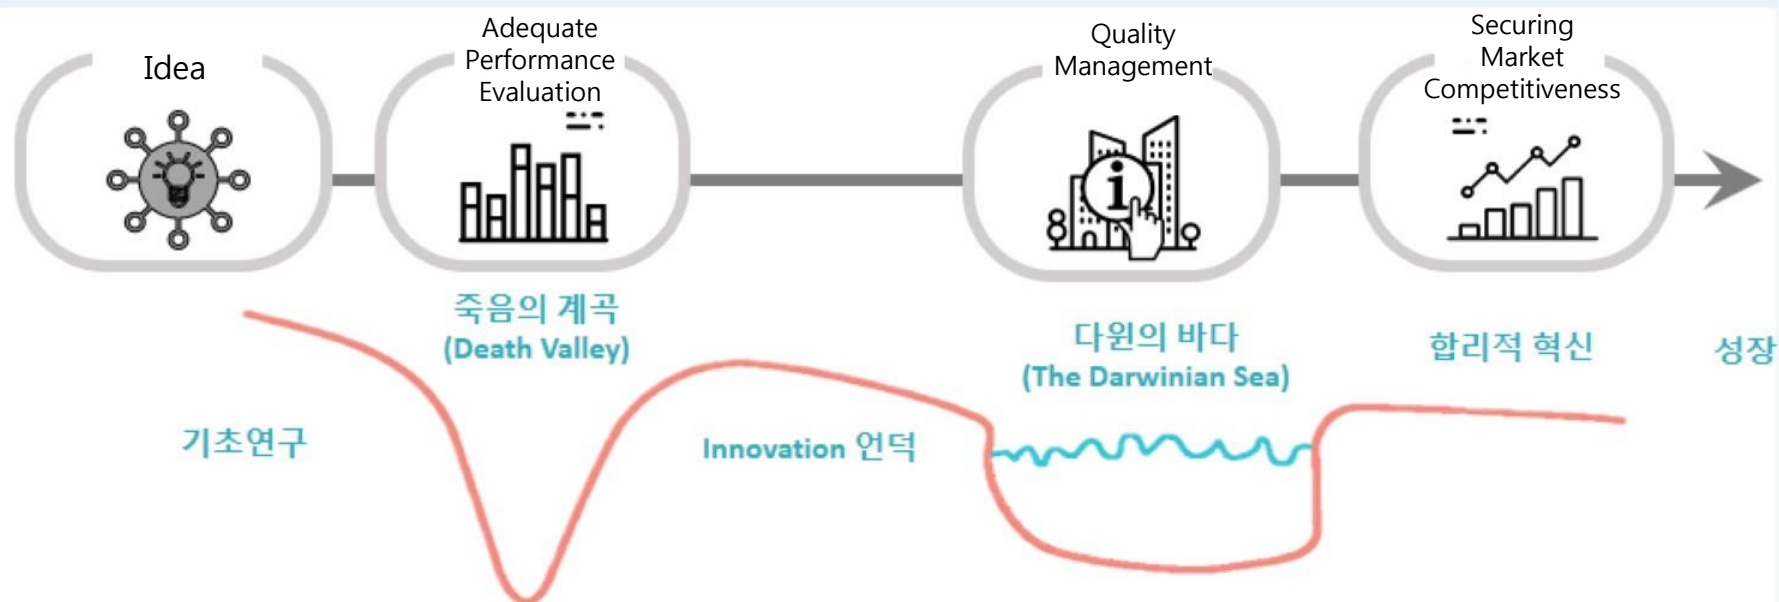 Idea
Adequate
Performance
Evaluation
Quality
Management
Securing
Market
Competitiveness
죽음의 계곡
(Death Valley)
다윈의 바다
(The Darwinian Sea)
합리적 혁신
성장
기초연구
Innovation 언덕